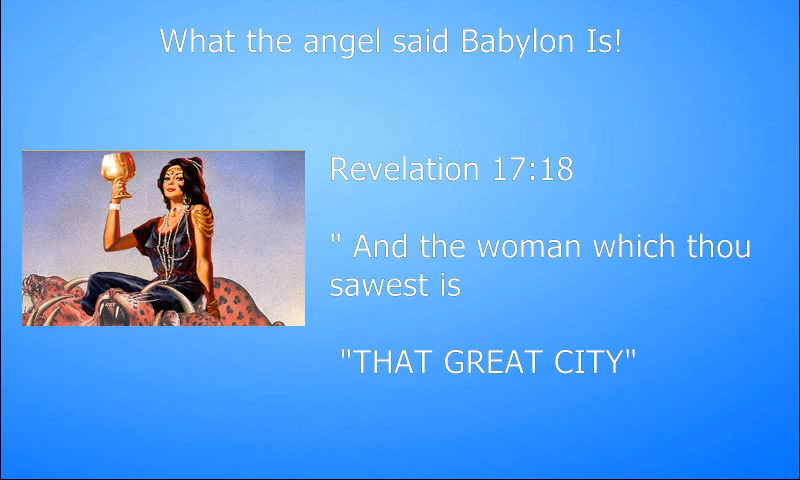 What the angel said Babylon Is!
Revelation 17:18
" And the woman which thou
sawest is
"THAT GREAT CITY"